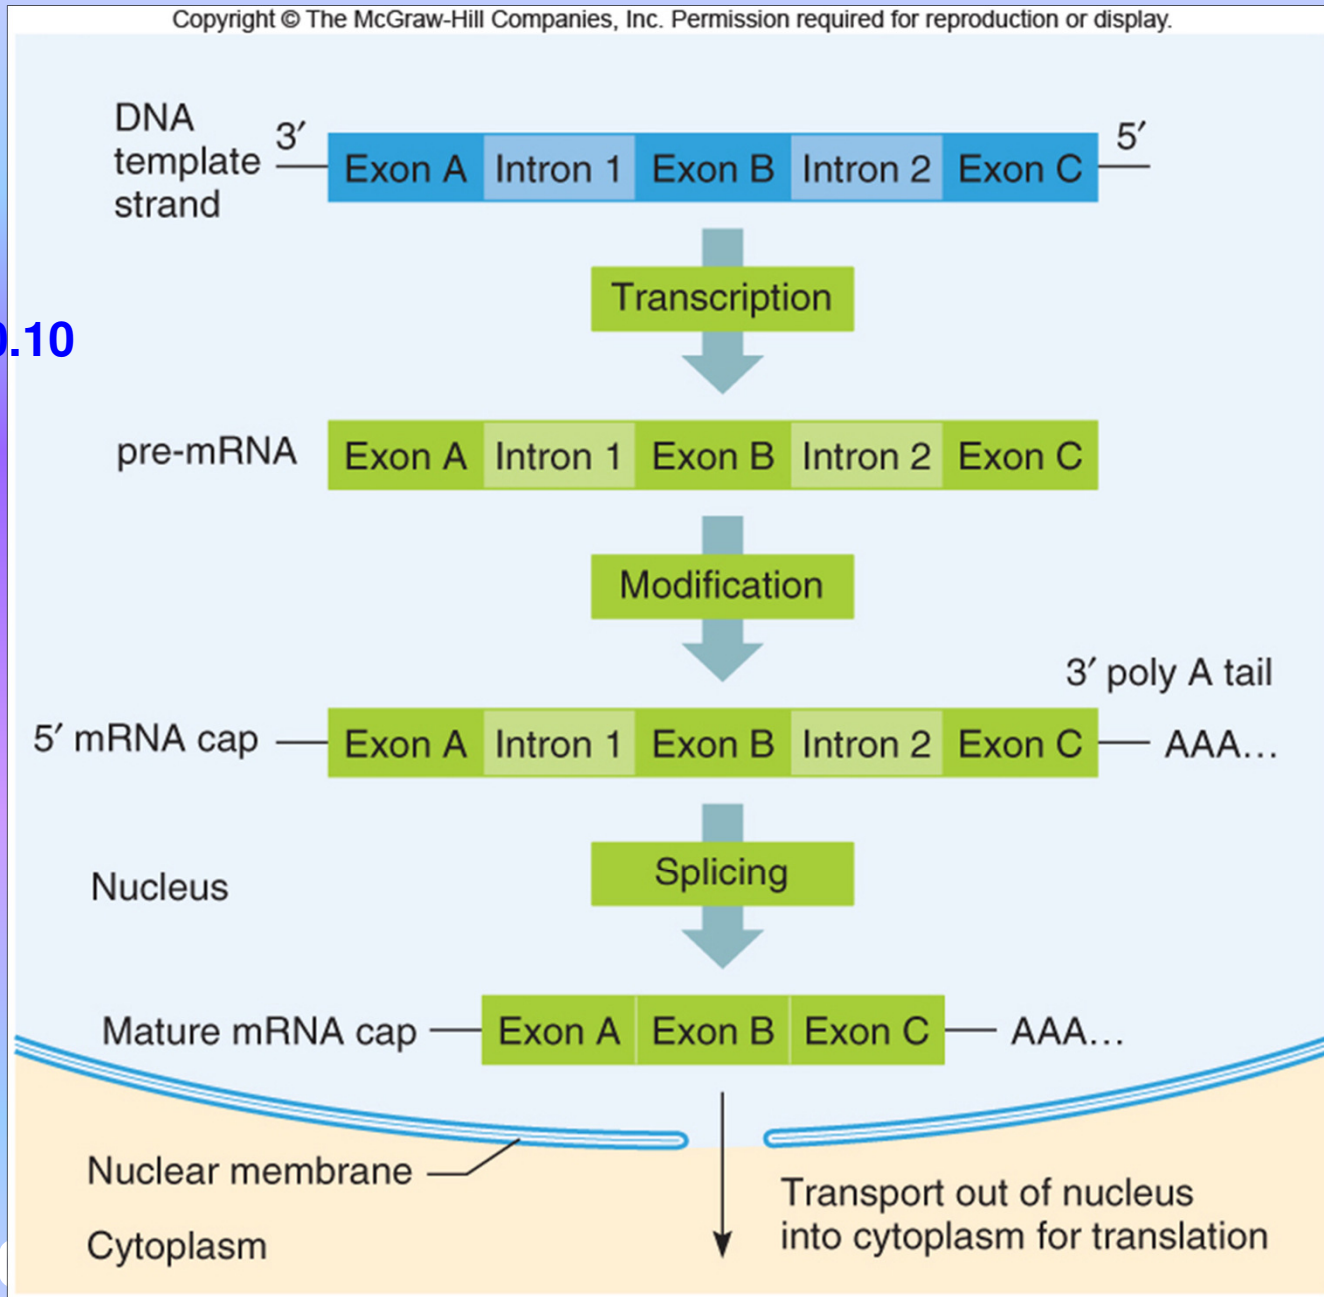 Copyright © The McGraw-Hill Companies, Inc. Permission required for reproduction or display.
DNA
template
strand
3′
Exon A Intron 1 Exon B Intron 2 Exon C
5′
Transcription
.10
pre-mRNA Exon A Intron 1 Exon B Intron 2 Exon C
Modification
3′ poly A tail
5′ mRNA cap Exon A Intron 1 Exon B Intron 2 Exon C AAA...
Splicing
Nucleus
Mature mRNA cap Exon A Exon B Exon C AAA...
Nuclear membrane
Transport out of nucleus
into cytoplasm for translation
Cytoplasm